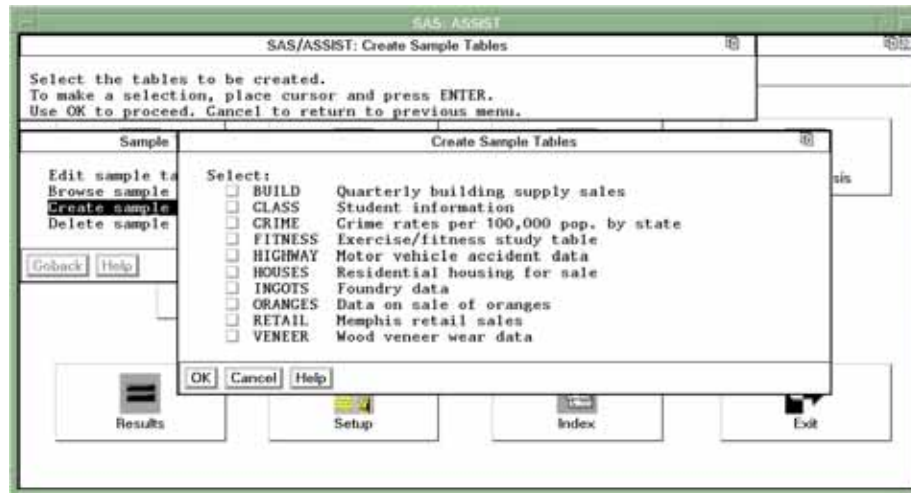 SAS: ASSIST
SAS/ASSIST: Create Sample Tables
Select the tables to be created.
To make a selection, place cursor and press ENTER.
Use OK to proceed. Cancel to return to previous menu.
Sample
Edit sample ta
Browse sample
Create sample
Delete sample
Goback Help
Create Sample Tables
Select:
BUILD Quarterly building supply sales
CLASS Student information
CRIME Crime rates per 100,000 pop. by state
FITNESS Exercise/fitness study table
HIGHWAY Motor vehicle accident data
HOUSES Residential housing for sale
INGOTS Foundry data
ORANGES Data on sale of oranges
RETAIL Memphis retail sales
VENEER Wood veneer wear data
OK Cancel Help
sis
Results Setup Index Exit